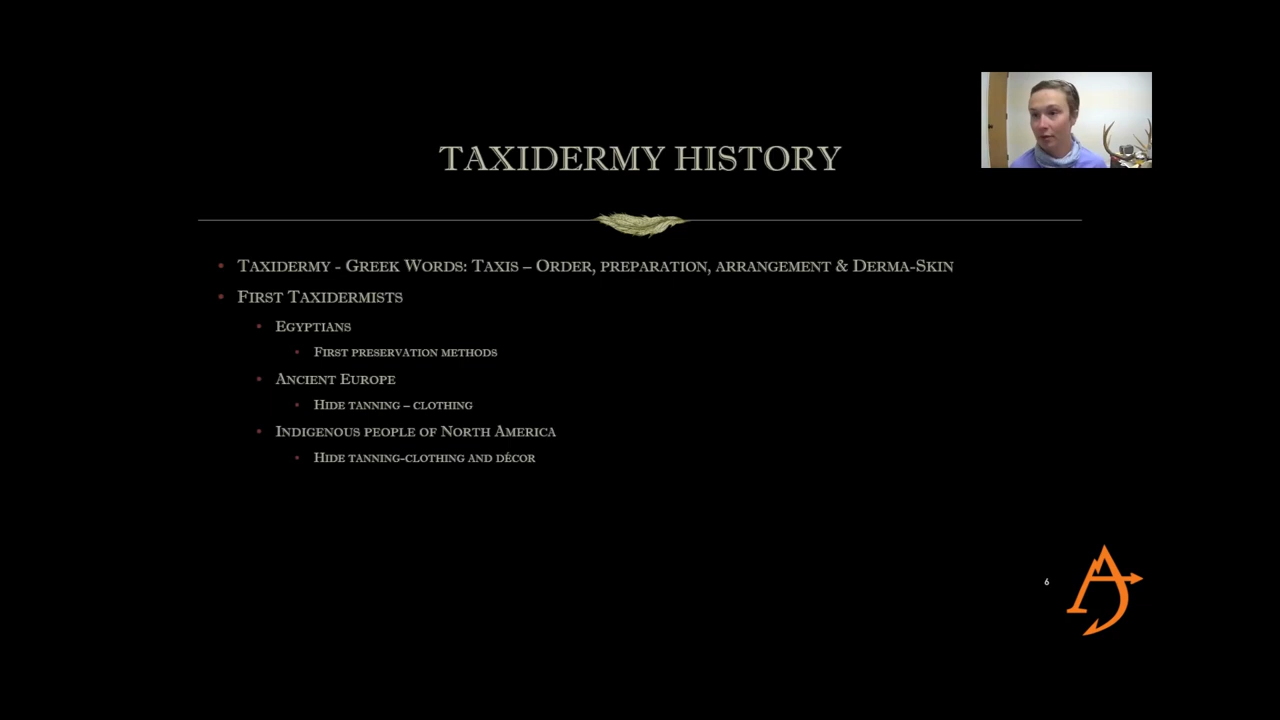 TAXIDERMY HISTORY
Taxidermy - Greek Words: Taxis – Order, preparation, arrangement & Derma-Skin
First Taxidermists
Egyptians
First preservation methods
Ancient Europe
Hide tanning – clothing
Indigenous people of North America
Hide tanning-clothing and décor
6